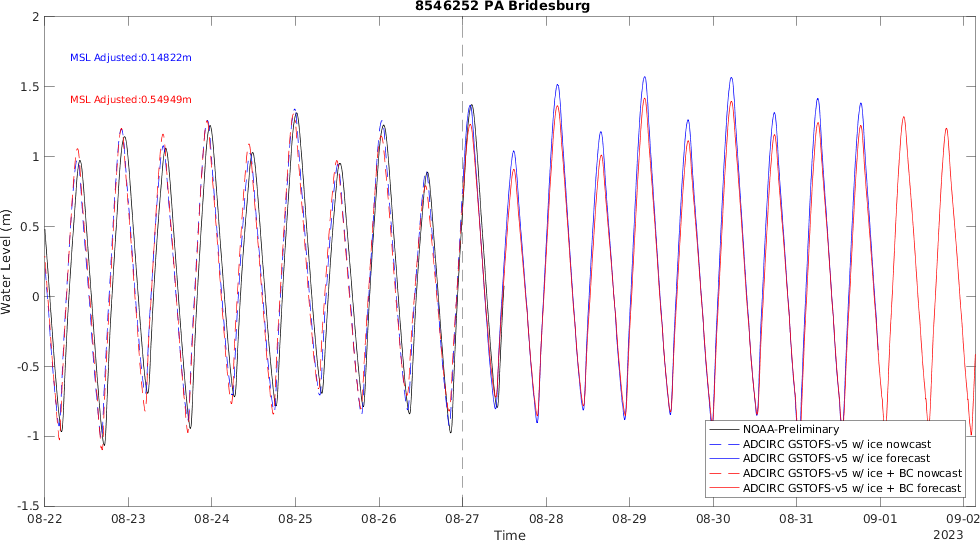 8546252 PA Bridesburg
MSL Adjusted:0.14822m
MSL Adjusted:0.54949m
Water Level (m)
2
1.5
1
0.5
0
-0.5
-1
-1.5
NOAA-Preliminary
ADCIRC GSTOFS-v5 w/ ice nowcast
ADCIRC GSTOFS-v5 w/ ice forecast
ADCIRC GSTOFS-v5 w/ ice + BC nowcast
ADCIRC GSTOFS-v5 w/ ice + BC forecast
08-22 08-23 08-24 08-25 08-26 08-27 08-28 08-29 08-30 08-31 09-01 09-02
Time
2023